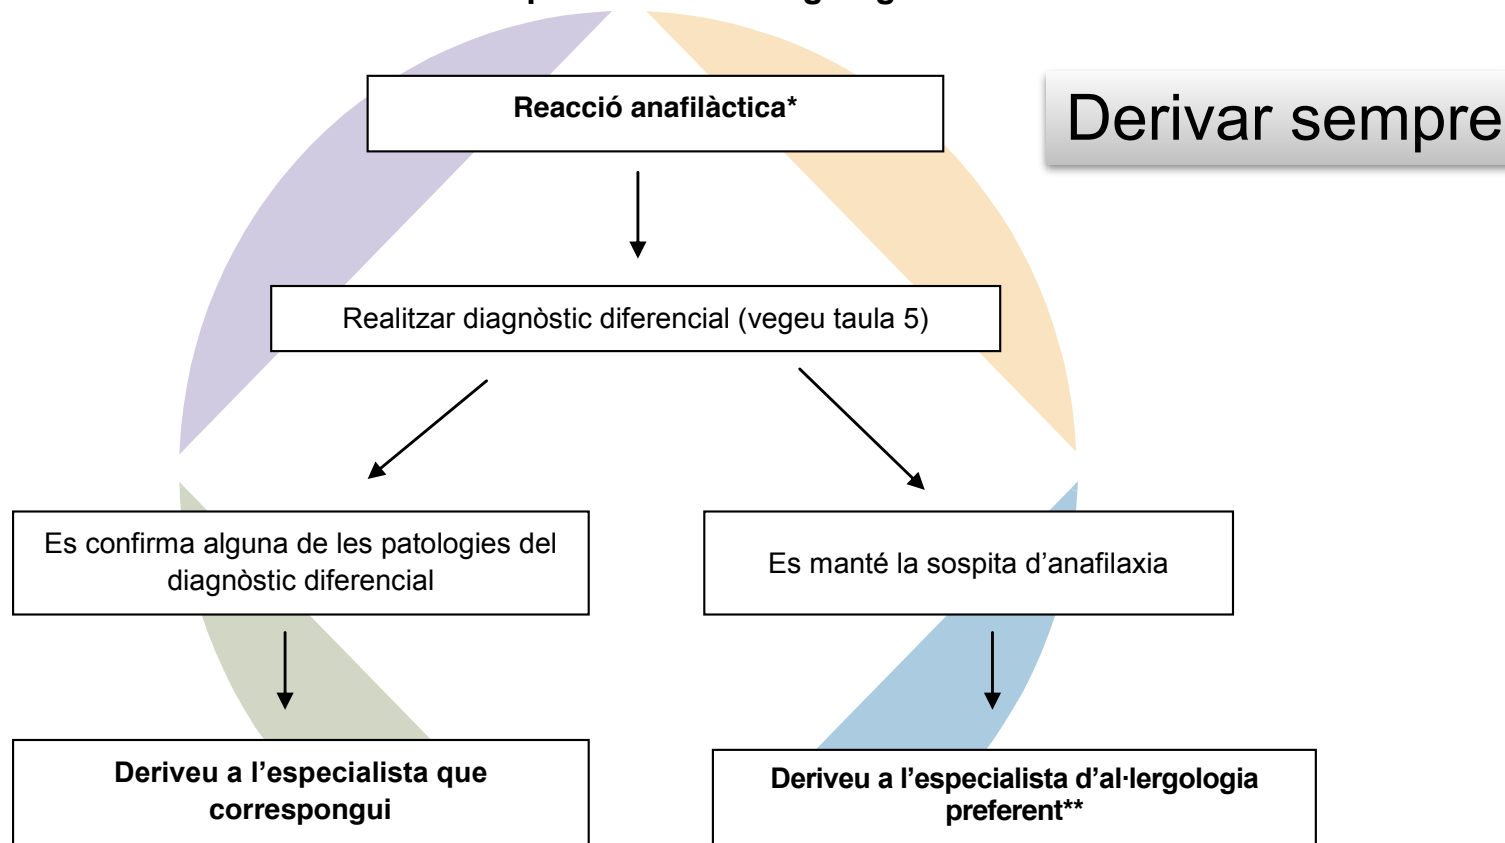 Reacció anafilàctica*
Derivar sempre
Realitzar diagnòstic diferencial (vegeu taula 5)
Es confirma alguna de les patologies del
diagnòstic diferencial
Es manté la sospita d’anafilaxia
Deriveu a l’especialista que
correspongui
Deriveu a l’especialista d’al·lergologia
preferent**